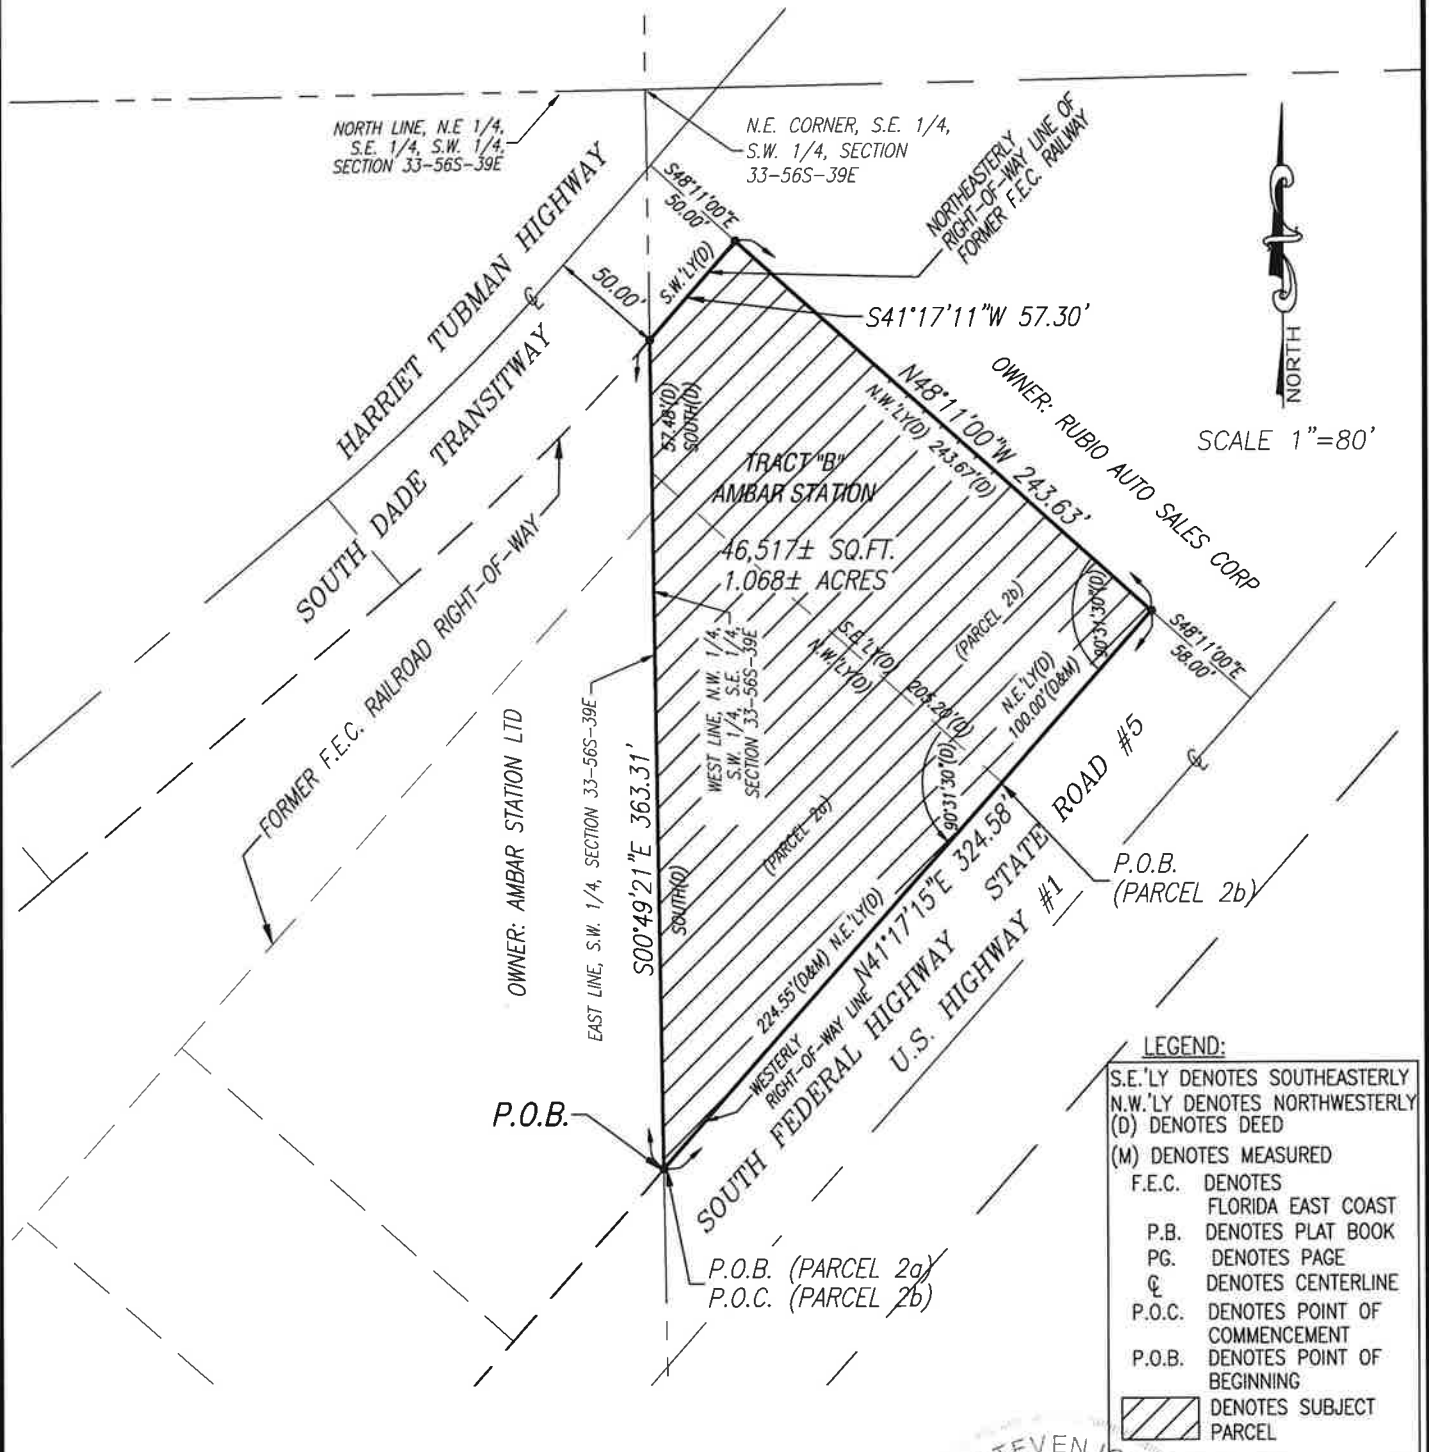 NORTH LINE, N.E 1/4,
S.E. 1/4, S.W. 1/4,
SECTION 33-56S-39E
N.E. CORNER, S.E. 1/4,
S.W. 1/4, SECTION
33-56S-39E
NORTHEASTERLY
RIGHT-OF-WAY LINE OF
FORMER F.E.C. RAILWAY
S48°11'00"E
50.00'
HARRIET TUBMAN HIGHWAY
50.00'
S.W.'LY(D)
S41°17'11"W 57.30'
NORTH
SCALE 1"=80'
SOUTH DADE TRANSITWAY
57.48'(D)
SOUTH(D)
N48°11'00"W 243.63'
N.W.'LY(D) 243.67'(D)
OWNER: RUBIO AUTO SALES CORP
TRACT "B"
AMBAR STATION
46,517± SQ.FT.
1.068± ACRES
FORMER F.E.C. RAILROAD RIGHT-OF-WAY
WEST LINE, N.W. 1/4,
S.W. 1/4, S.E. 1/4,
SECTION 33-56S-39E
S.E.'LY(D)
N.W.'LY(D)
205.20'(D)
(PARCEL 2b)
90°31'30"(D)
N.E.'LY(D)
100.00'(D&M)
S48°11'00"E
58.00'
OWNER: AMBAR STATION LTD
EAST LINE, S.W. 1/4, SECTION 33-56S-39E
S00°49'21"E 363.31'
SOUTH(D)
(PARCEL 2a)
90°31'30"(D)
224.55'(D&M) N.E.'LY(D)
N41°17'15"E 324.58'
STATE ROAD #5
P.O.B.
(PARCEL 2b)
WESTERLY
RIGHT-OF-WAY LINE
SOUTH FEDERAL HIGHWAY
U.S. HIGHWAY #1
P.O.B.
P.O.B. (PARCEL 2a)
P.O.C. (PARCEL 2b)
LEGEND:
S.E.'LY DENOTES SOUTHEASTERLY
N.W.'LY DENOTES NORTHWESTERLY
(D) DENOTES DEED
(M) DENOTES MEASURED
F.E.C. DENOTES
FLORIDA EAST COAST
P.B. DENOTES PLAT BOOK
PG. DENOTES PAGE
℄ DENOTES CENTERLINE
P.O.C. DENOTES POINT OF
COMMENCEMENT
P.O.B. DENOTES POINT OF
BEGINNING
DENOTES SUBJECT
PARCEL